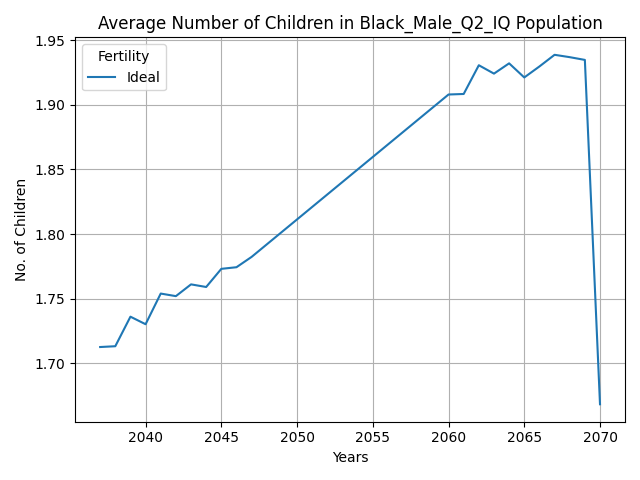 Average Number of Children in Black_Male_Q2_IQ Population
Fertility
Ideal
No. of Children
1.95
1.90
1.85
1.80
1.75
1.70
2040 2045 2050 2055 2060 2065 2070
Years